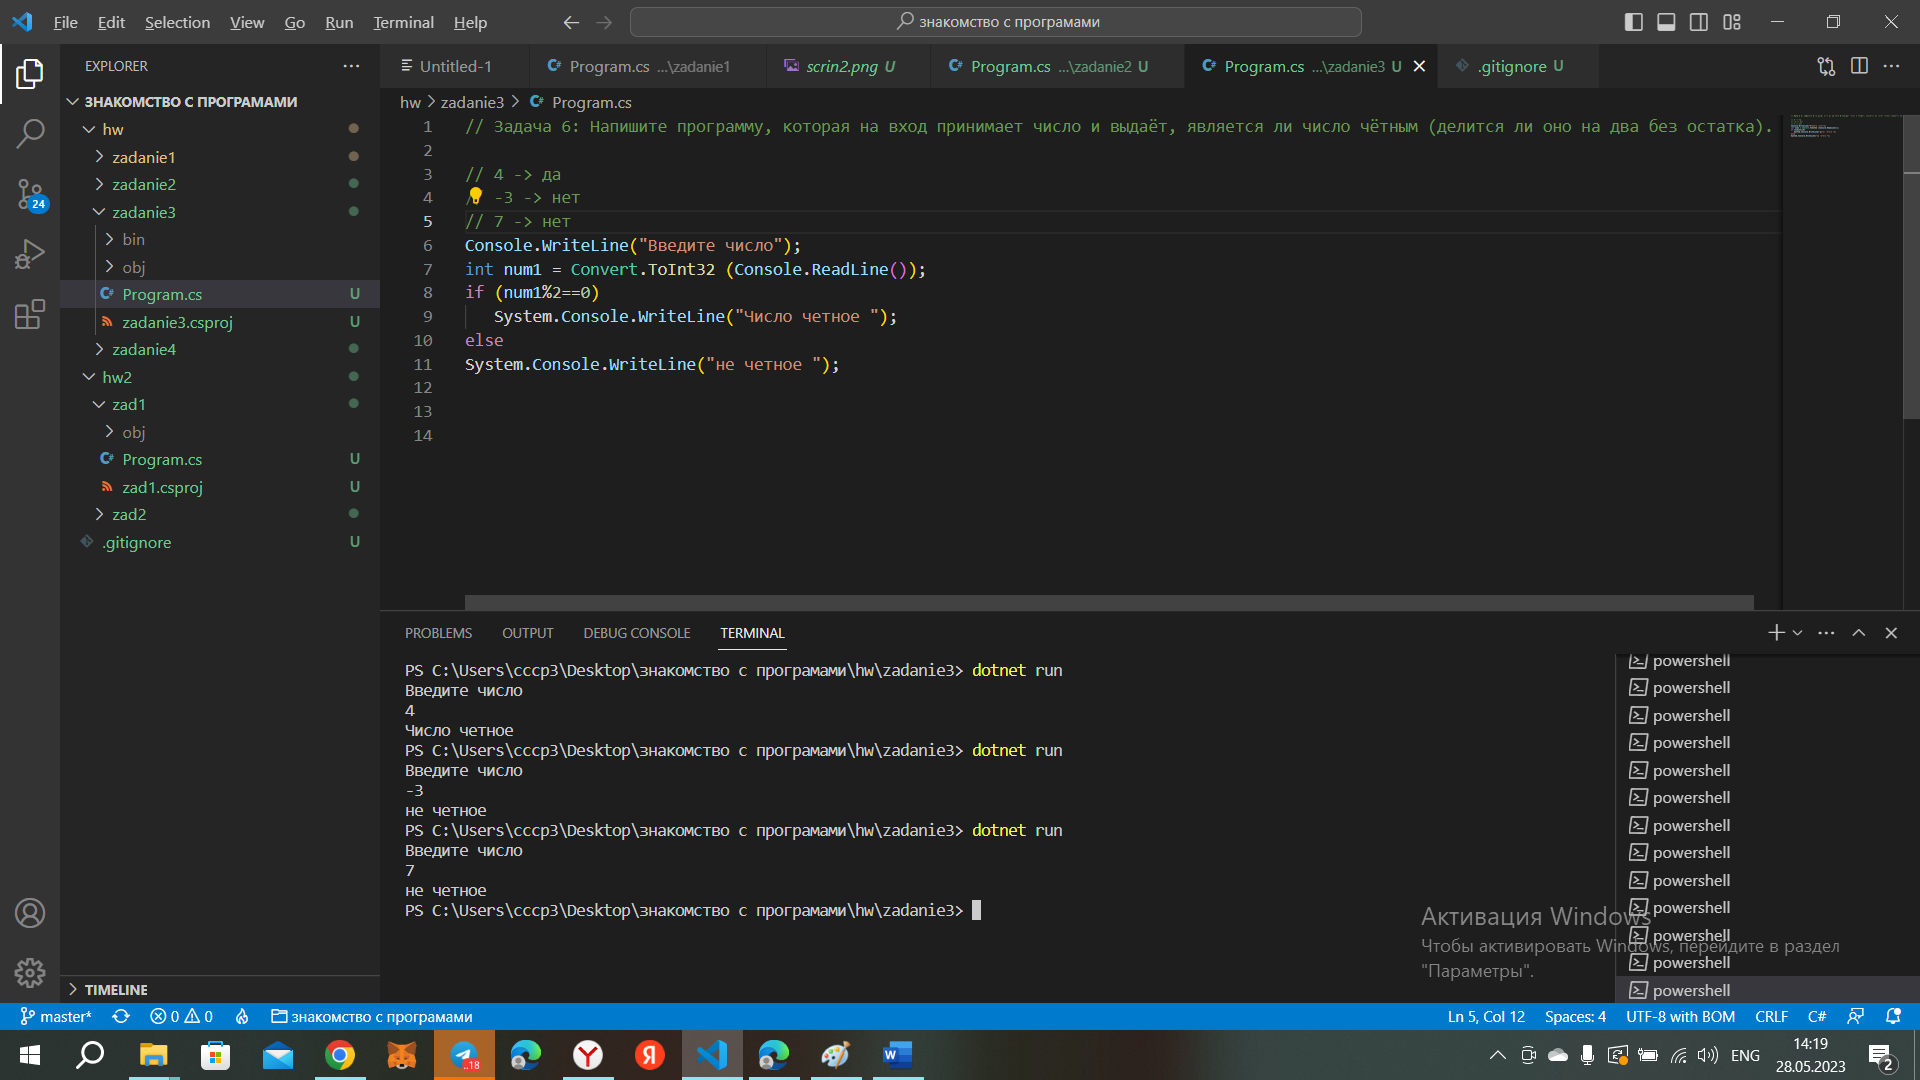 File Edit Selection View Go Run Terminal Help
знакомство с програмами
EXPLORER
ЗНАКОМСТВО С ПРОГРАМАМИ
hw
zadanie1
zadanie2
zadanie3
bin
obj
Program.cs U
zadanie3.csproj U
zadanie4
hw2
zad1
obj
Program.cs U
zad1.csproj U
zad2
.gitignore U
TIMELINE
24
Untitled-1
Program.cs ...\zadanie1
scrin2.png U
Program.cs ...\zadanie2 U
Program.cs ...\zadanie3 U
.gitignore U
hw > zadanie3 > Program.cs
1 // Задача 6: Напишите программу, которая на вход принимает число и выдаёт, является ли число чётным (делится ли оно на два без остатка).
2
3 // 4 -> да
4 / -3 -> нет
5 // 7 -> нет
6 Console.WriteLine("Введите число");
7 int num1 = Convert.ToInt32 (Console.ReadLine());
8 if (num1%2==0)
9 System.Console.WriteLine("Число четное ");
10 else
11 System.Console.WriteLine("не четное ");
12
13
14
PROBLEMS OUTPUT DEBUG CONSOLE TERMINAL
PS C:\Users\cccp3\Desktop\знакомство с програмами\hw\zadanie3> dotnet run
Введите число
4
Число четное
PS C:\Users\cccp3\Desktop\знакомство с програмами\hw\zadanie3> dotnet run
Введите число
-3
не четное
PS C:\Users\cccp3\Desktop\знакомство с програмами\hw\zadanie3> dotnet run
Введите число
7
не четное
PS C:\Users\cccp3\Desktop\знакомство с програмами\hw\zadanie3>
powershell
powershell
powershell
powershell
powershell
powershell
powershell
powershell
powershell
powershell
powershell
powershell
powershell
Активация Windows
Чтобы активировать Windows, перейдите в раздел
"Параметры".
master* 0 0 знакомство с програмами
Ln 5, Col 12 Spaces: 4 UTF-8 with BOM CRLF C#
..18
ENG
14:19
28.05.2023
2